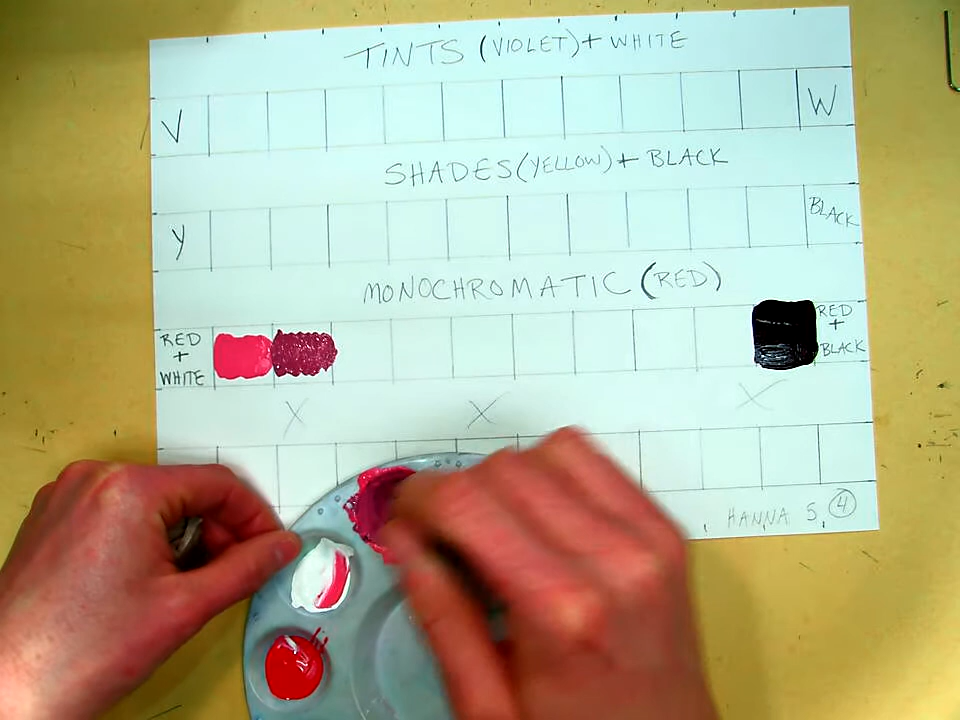 TINTS (VIOLET) + WHITE
V W
SHADES (YELLOW) + BLACK
Y BLACK
MONOCHROMATIC (RED)
RED + WHITE
RED + BLACK
X X X
HANNA S. 4